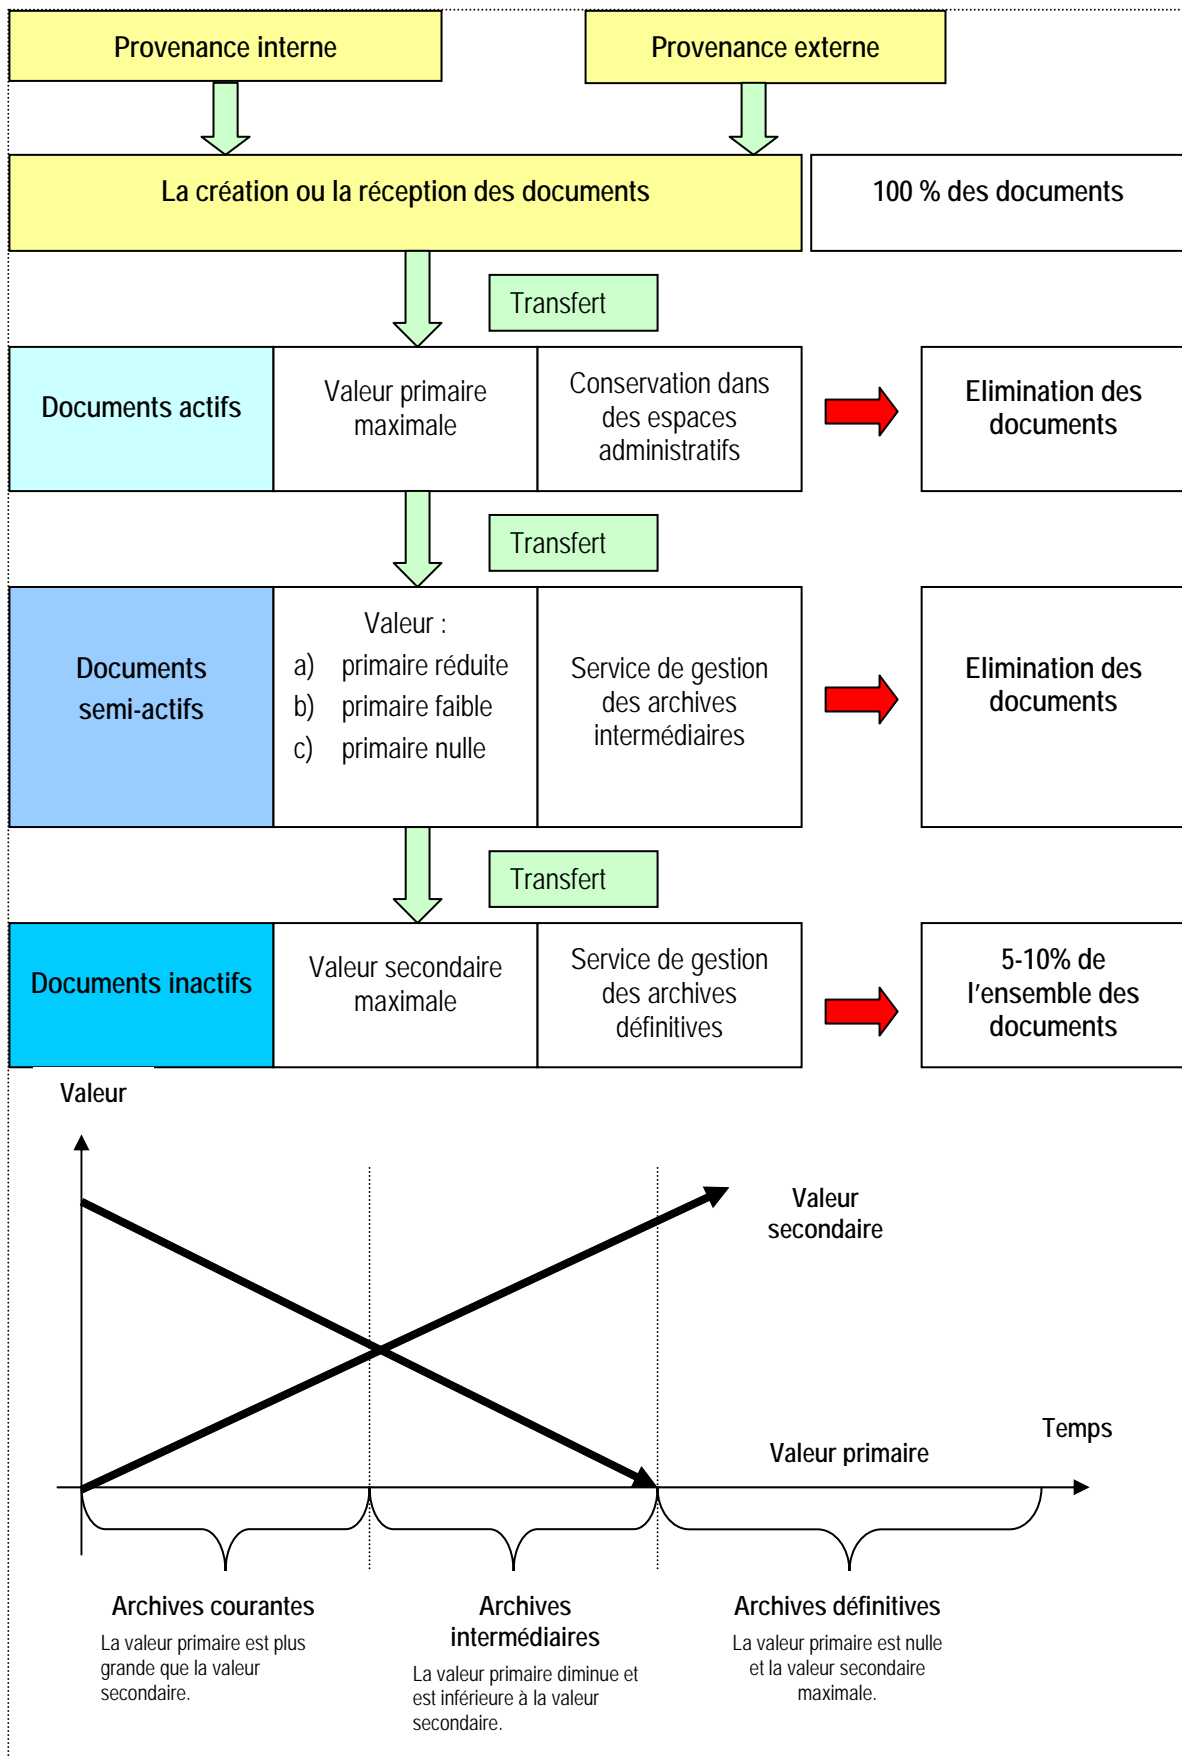 Provenance interne
Provenance externe
La création ou la réception des documents
100 % des documents
Transfert
Documents actifs
Valeur primaire
maximale
Conservation dans
des espaces
administratifs
Elimination des
documents
Transfert
Documents
semi-actifs
Valeur :
a) primaire réduite
b) primaire faible
c) primaire nulle
Service de gestion
des archives
intermédiaires
Elimination des
documents
Transfert
Documents inactifs
Valeur secondaire
maximale
Service de gestion
des archives
définitives
5-10% de
l'ensemble des
documents
Valeur
Valeur
secondaire
Temps
Valeur primaire
Archives courantes
La valeur primaire est plus
grande que la valeur
secondaire.
Archives
intermédiaires
La valeur primaire diminue et
est inférieure à la valeur
secondaire.
Archives définitives
La valeur primaire est nulle
et la valeur secondaire
maximale.